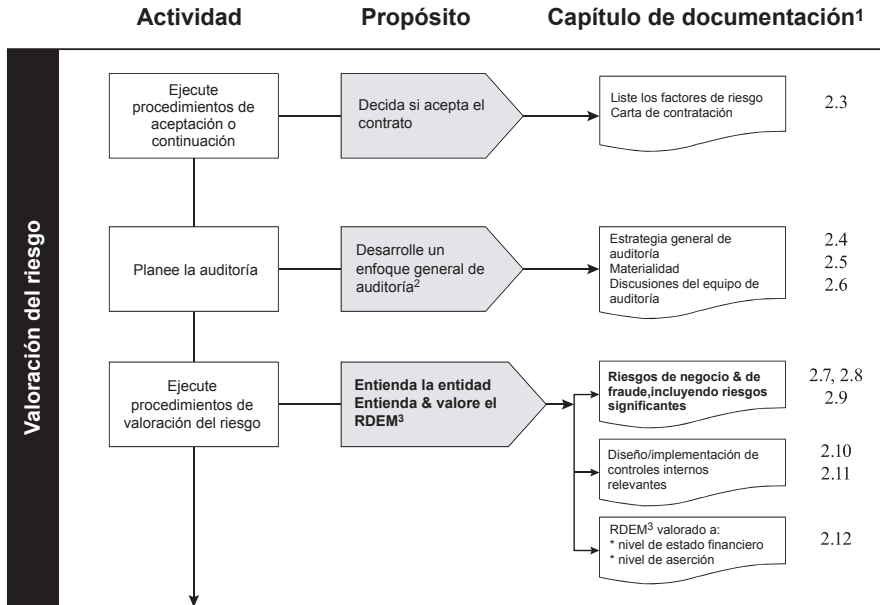 Actividad
Propósito
Capítulo de documentación1
Valoración del riesgo
Ejecute
procedimientos de
aceptación o
continuación
Decida si acepta el
contrato
Liste los factores de riesgo
Carta de contratación
2.3
Planee la auditoría
Desarrolle un
enfoque general de
auditoría2
Estrategia general de
auditoría
Materialidad
Discusiones del equipo de
auditoría
2.4
2.5
2.6
Ejecute
procedimientos de
valoración del riesgo
Entienda la entidad
Entienda & valore el
RDEM3
Riesgos de negocio & de
fraude,incluyendo riesgos
significantes
2.7, 2.8
2.9
Diseño/implementación de
controles internos
relevantes
2.10
2.11
RDEM3 valorado a:
* nivel de estado financiero
* nivel de aserción
2.12